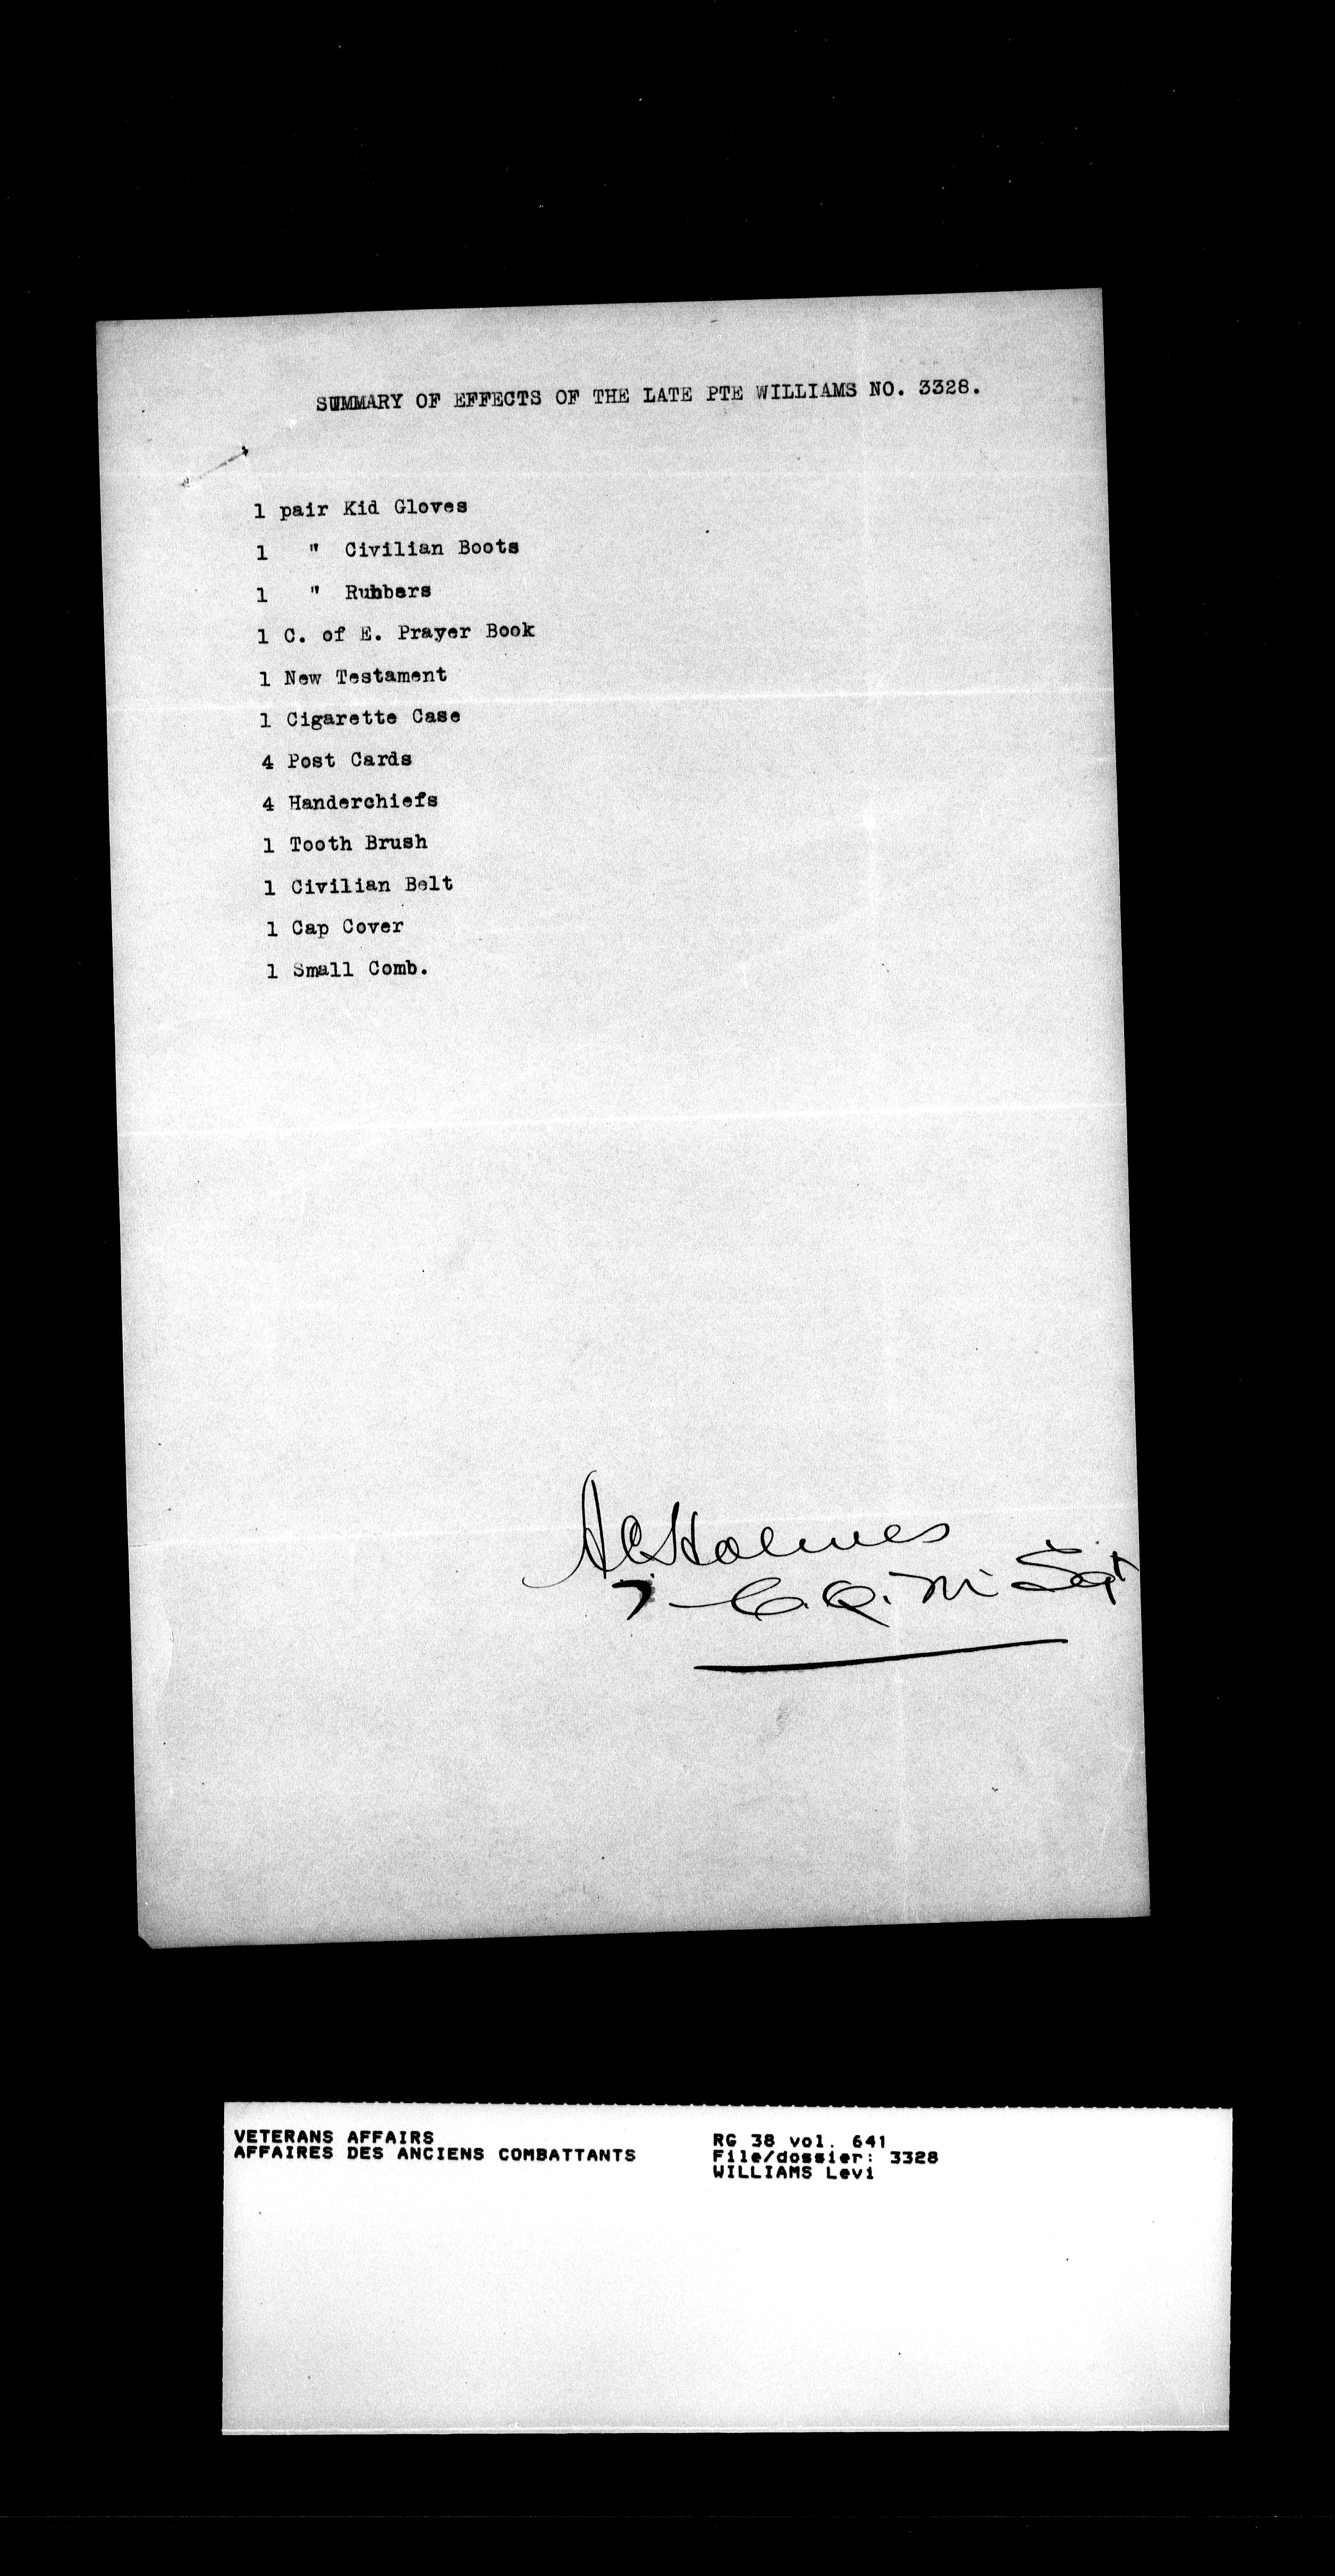 SUMMARY OF EFFECTS OF THE LATE PTE WILLIAMS NO. 3328.
1 pair Kid Gloves
1 " Civilian Boots
1 " Rubbers
1 C. of E. Prayer Book
1 New Testament
1 Cigarette Case
4 Post Cards
4 Handerchiefs
1 Tooth Brush
1 Civilian Belt
1 Cap Cover
1 Small Comb.
Holmes
C. Q. M Sgt
VETERANS AFFAIRS
AFFAIRES DES ANCIENS COMBATTANTS
RG 38 vol. 641
File/dossier: 3328
WILLIAMS Levi